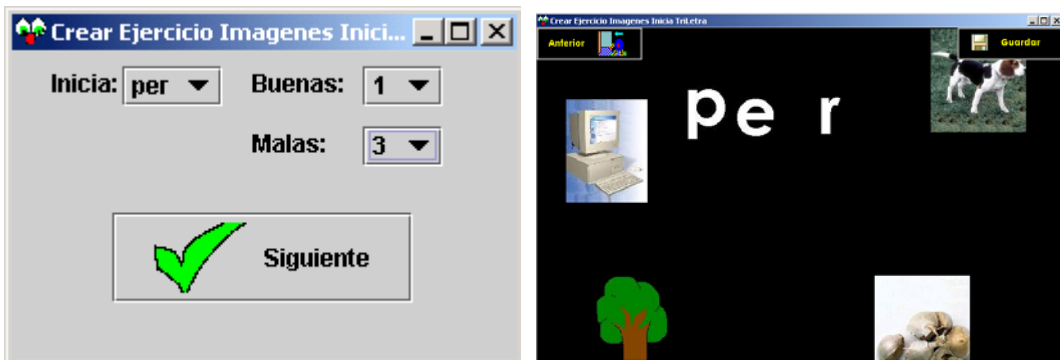 Crear Ejercicio Imagenes Inici...
Inicia: per Buenas: 1
Malas: 3
Siguiente
Crear Ejercicio Imagenes Inicia TriLetra
Anterior Guardar
per